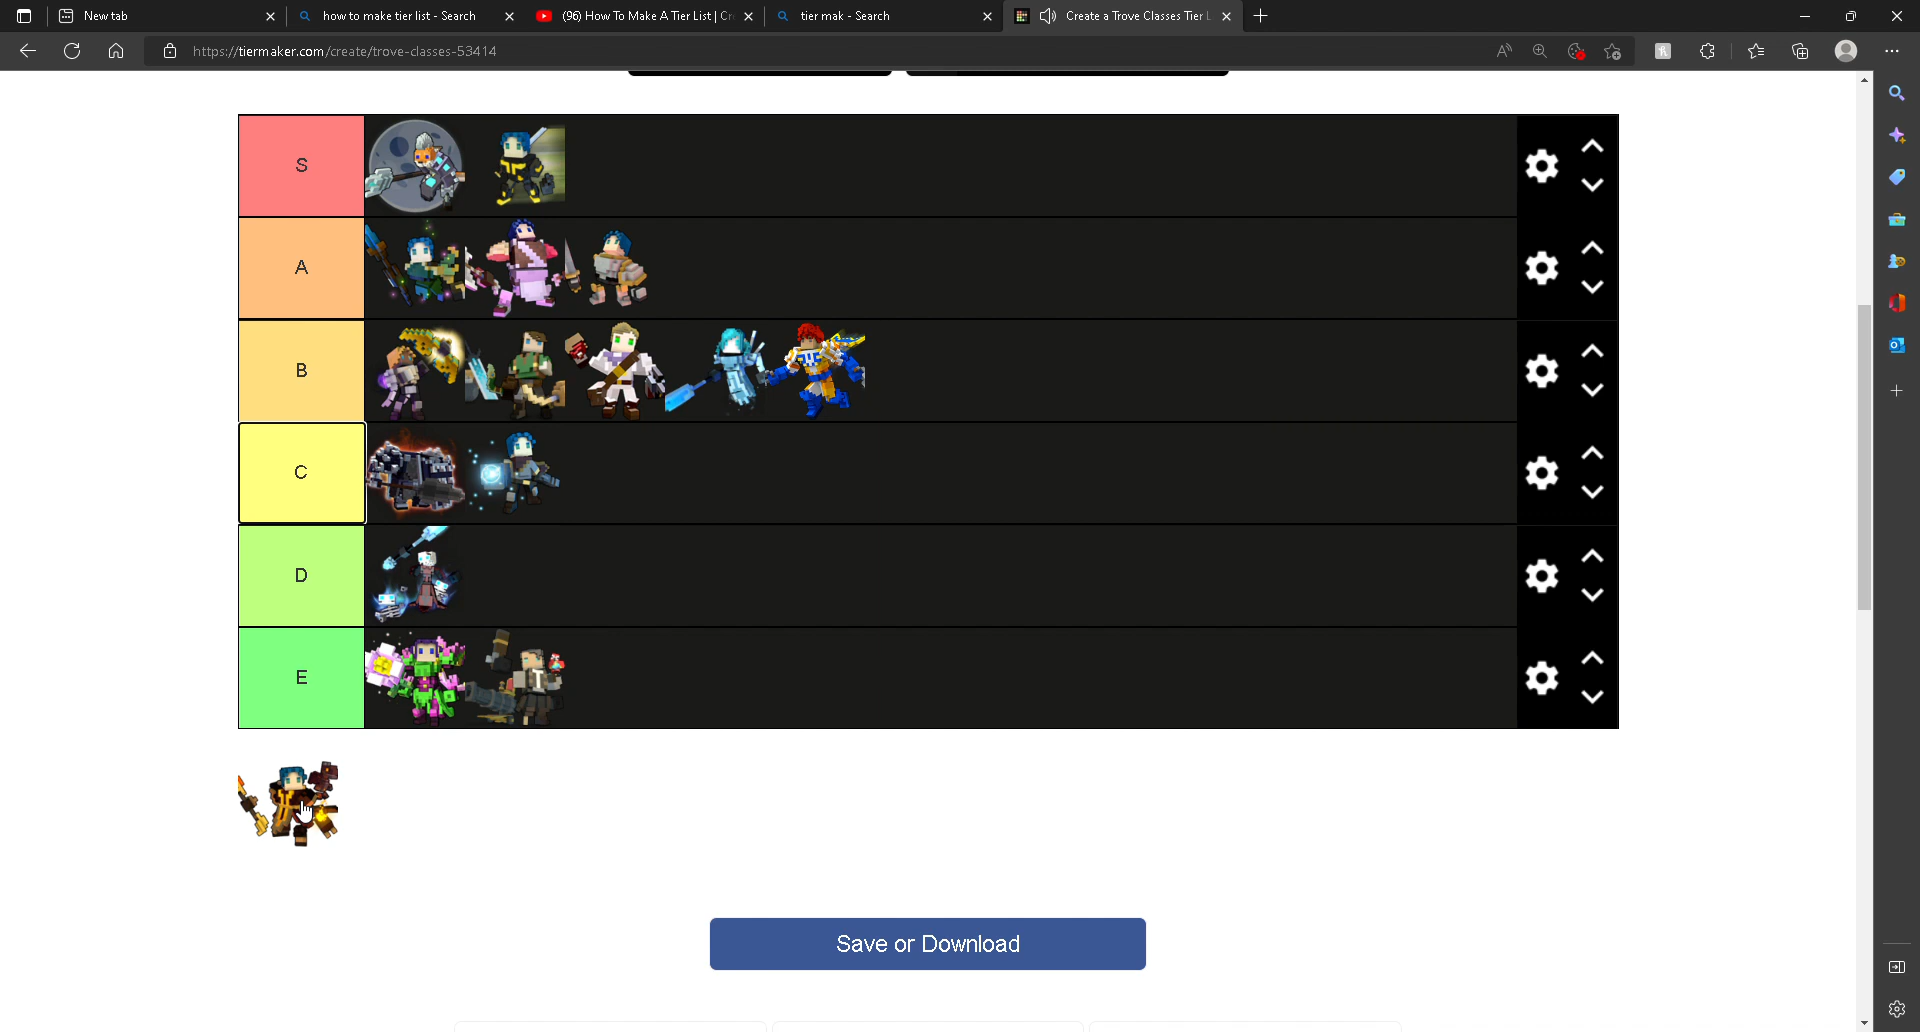 New tab
how to make tier list - Search
(96) How To Make A Tier List | Cr
tier mak - Search
Create a Trove Classes Tier L
https://tiermaker.com/create/trove-classes-53414
S
A
B
C
D
E
Save or Download